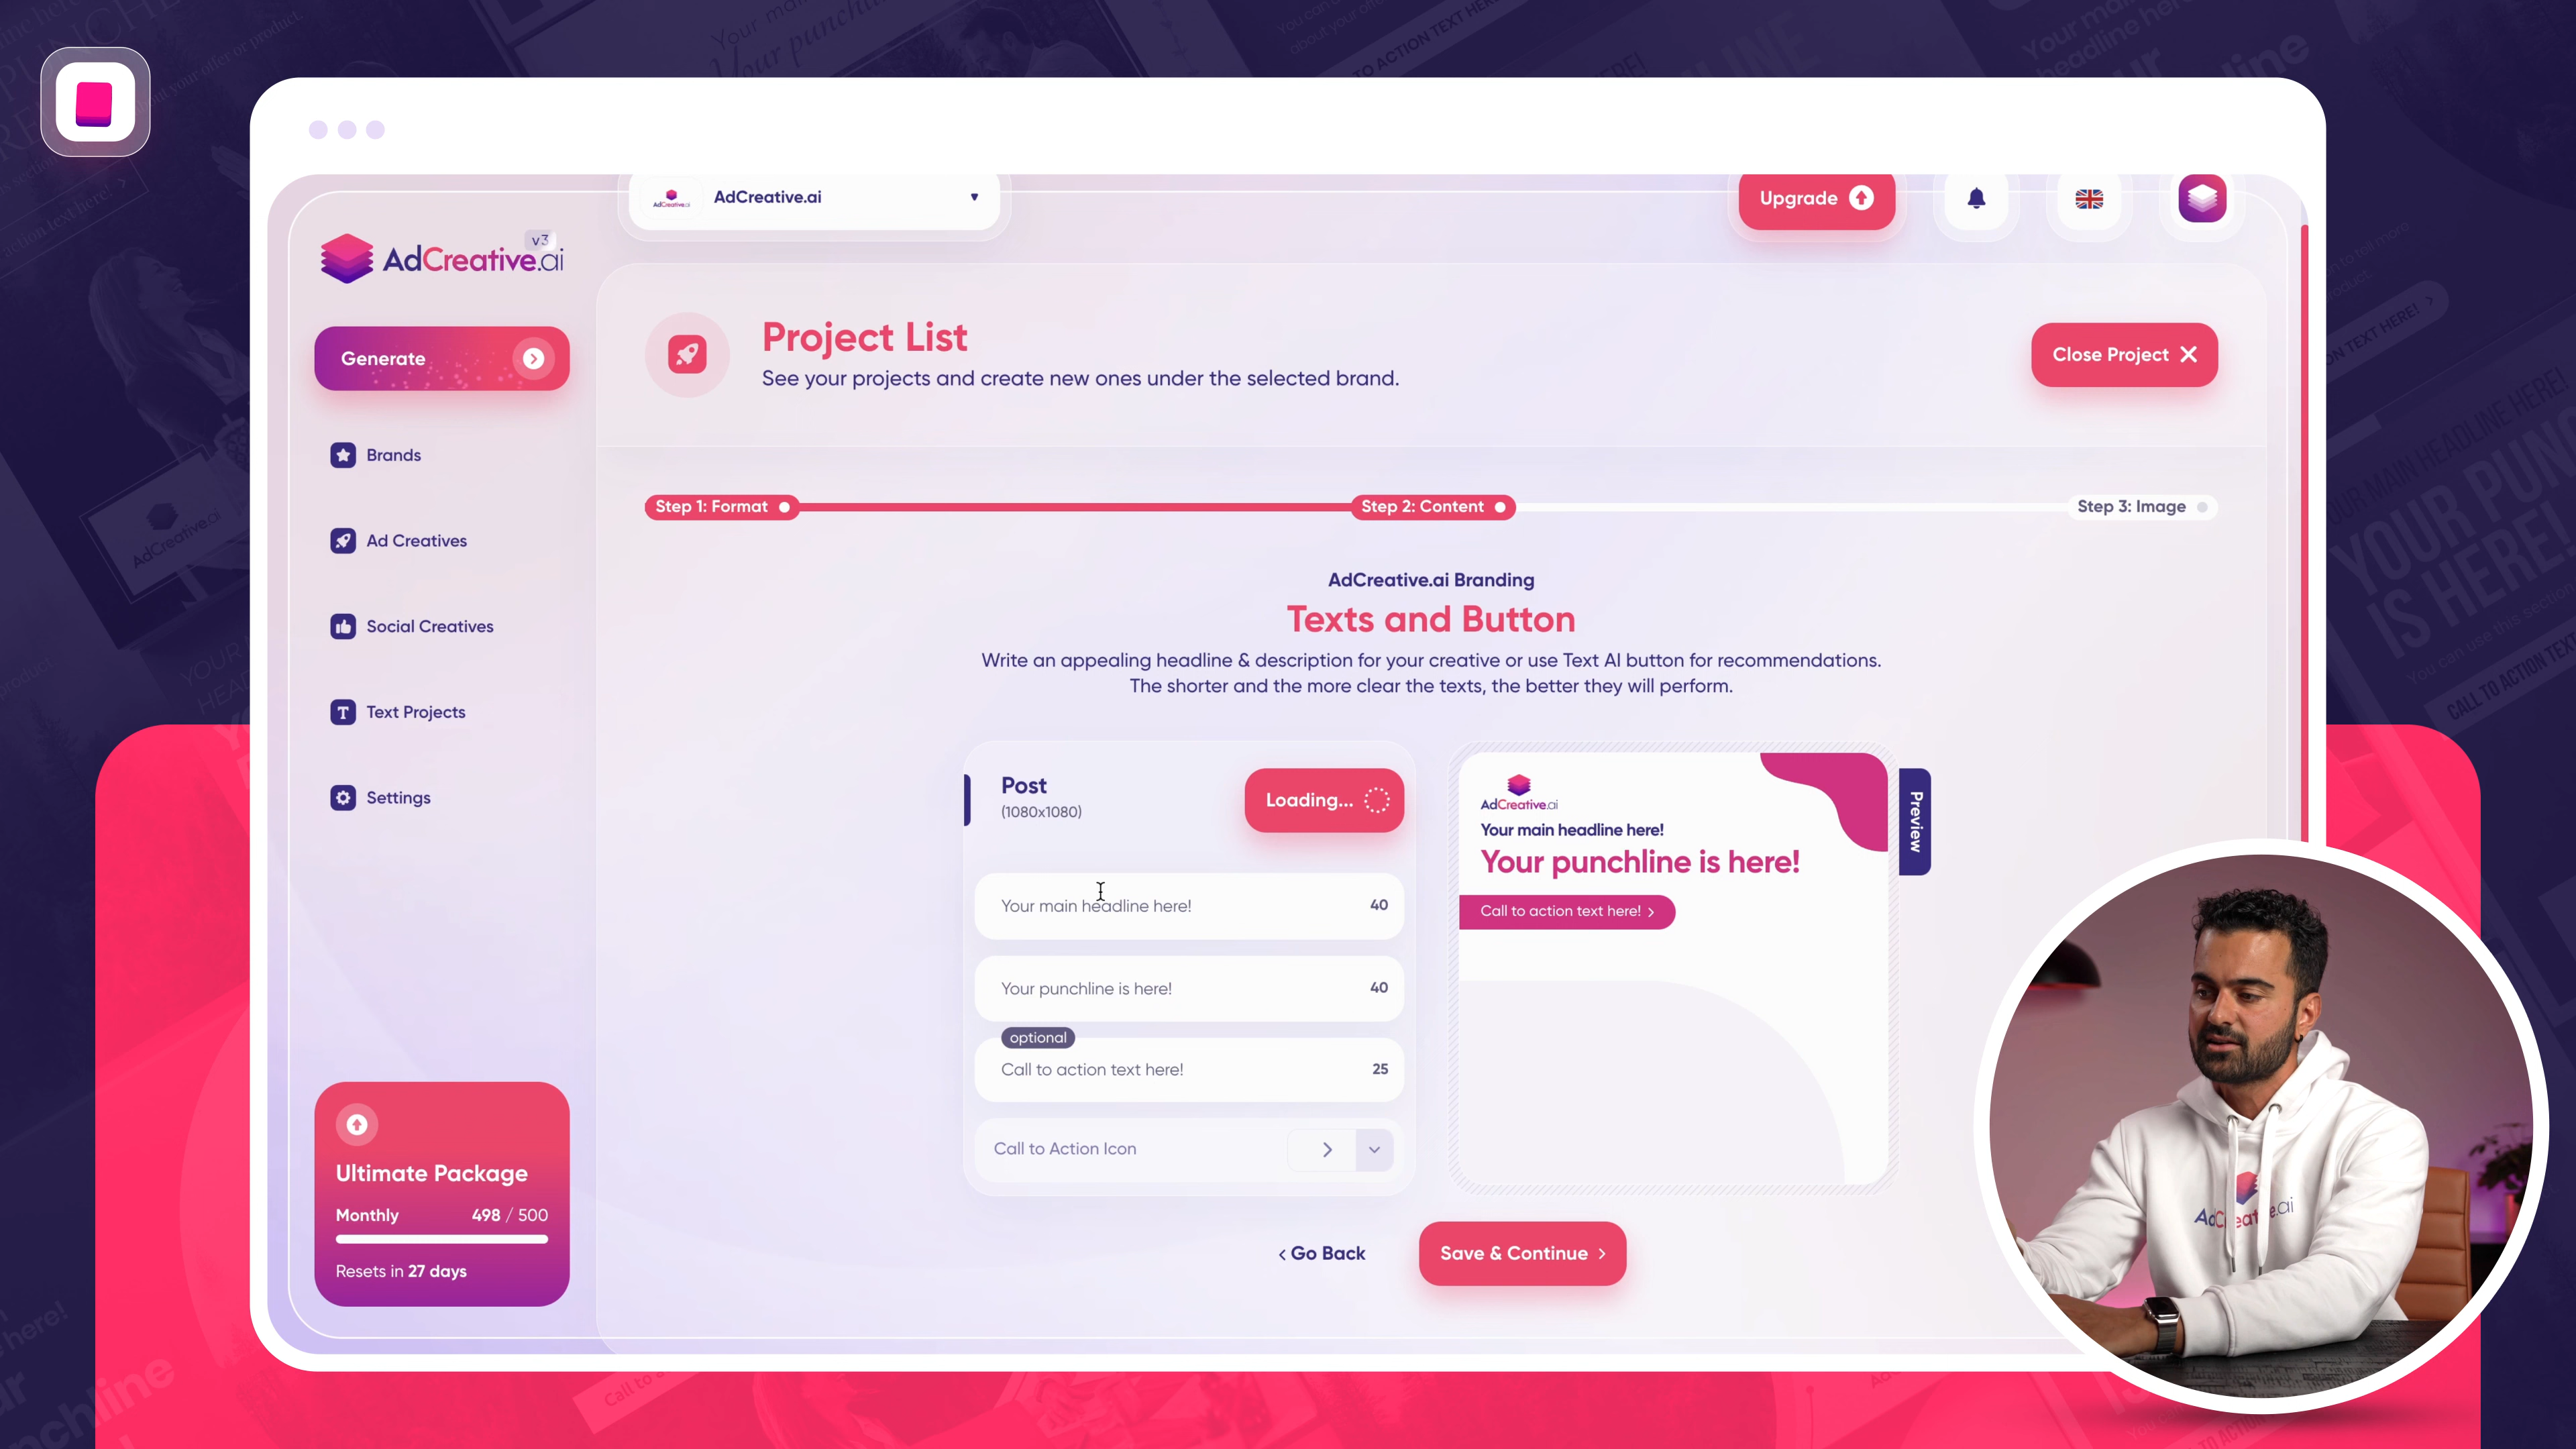 AdCreative.ai
Upgrade
v3
AdCreative.ai
Generate
Brands
Ad Creatives
Social Creatives
Text Projects
Settings
Ultimate Package
Monthly 498 / 500
Resets in 27 days
Project List
See your projects and create new ones under the selected brand.
Close Project
Step 1: Format
Step 2: Content
Step 3: Image
AdCreative.ai Branding
Texts and Button
Write an appealing headline & description for your creative or use Text AI button for recommendations.
The shorter and the more clear the texts, the better they will perform.
Post
(1080x1080)
Loading...
Your main headline here! 40
Your punchline is here! 40
optional
Call to action text here! 25
Call to Action Icon
AdCreative.ai
Your main headline here!
Your punchline is here!
Call to action text here!
Preview
Go Back
Save & Continue